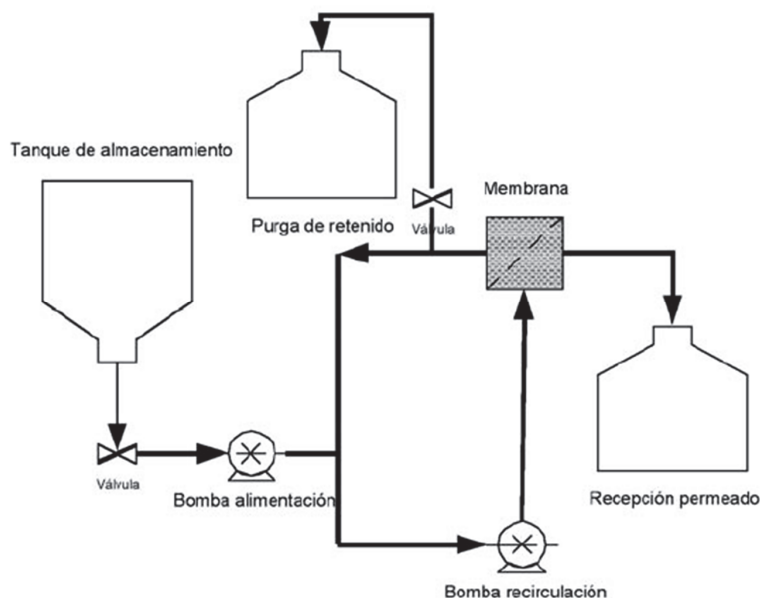 Tanque de almacenamiento
Purga de retenido
Válvula
Membrana
Válvula
Bomba alimentación
Recepción permeado
Bomba recirculación